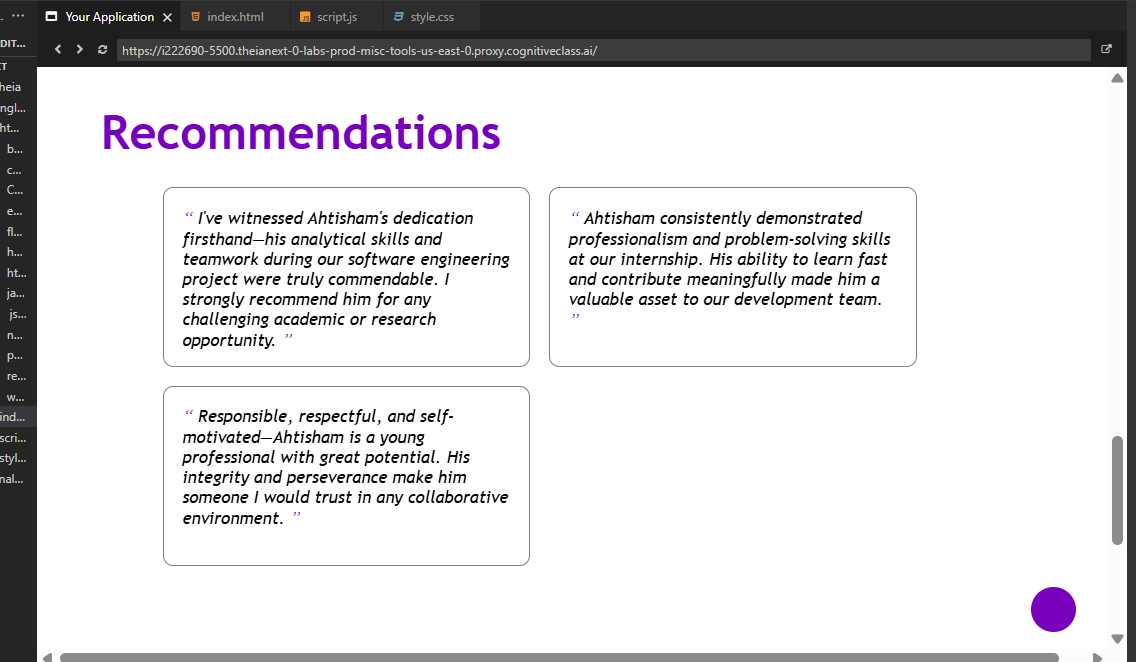 Your Application
index.html
script.js
style.css
DIT...
https://i222690-5500.theianext-0-labs-prod-misc-tools-us-east-0.proxy.cognitiveclass.ai/
CT
heia
ngl...
ht...
b...
c...
C...
e...
fl...
h...
ht...
ja...
js...
n...
p...
re...
w...
ind...
scri...
styl...
nal...
Recommendations
“ I've witnessed Ahtisham's dedication
firsthand—his analytical skills and
teamwork during our software engineering
project were truly commendable. I
strongly recommend him for any
challenging academic or research
opportunity. ”
“ Ahtisham consistently demonstrated
professionalism and problem-solving skills
at our internship. His ability to learn fast
and contribute meaningfully made him a
valuable asset to our development team.
”
“ Responsible, respectful, and self-
motivated—Ahtisham is a young
professional with great potential. His
integrity and perseverance make him
someone I would trust in any collaborative
environment. ”